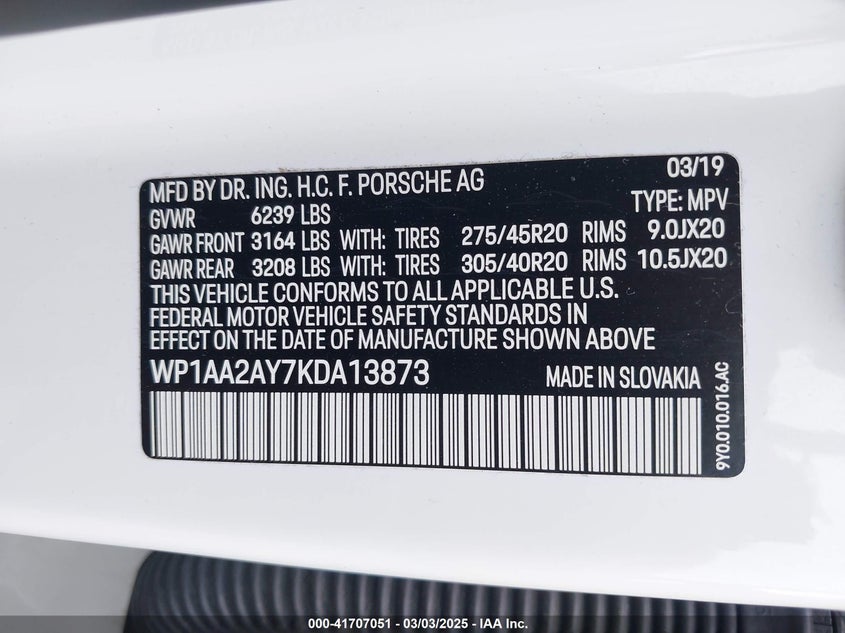 03/19
MFD BY DR. ING. H.C. F. PORSCHE AG
GVWR 6239 LBS TYPE: MPV
GAWR FRONT 3164 LBS WITH: TIRES 275/45R20 RIMS 9.0JX20
GAWR REAR 3208 LBS WITH: TIRES 305/40R20 RIMS 10.5JX20
THIS VEHICLE CONFORMS TO ALL APPLICABLE U.S.
FEDERAL MOTOR VEHICLE SAFETY STANDARDS IN
EFFECT ON THE DATE OF MANUFACTURE SHOWN ABOVE
WP1AA2AY7KDA13873 MADE IN SLOVAKIA
9Y0.010.016.AC
000-41707051 | 03/03/2025 | IAA Inc.